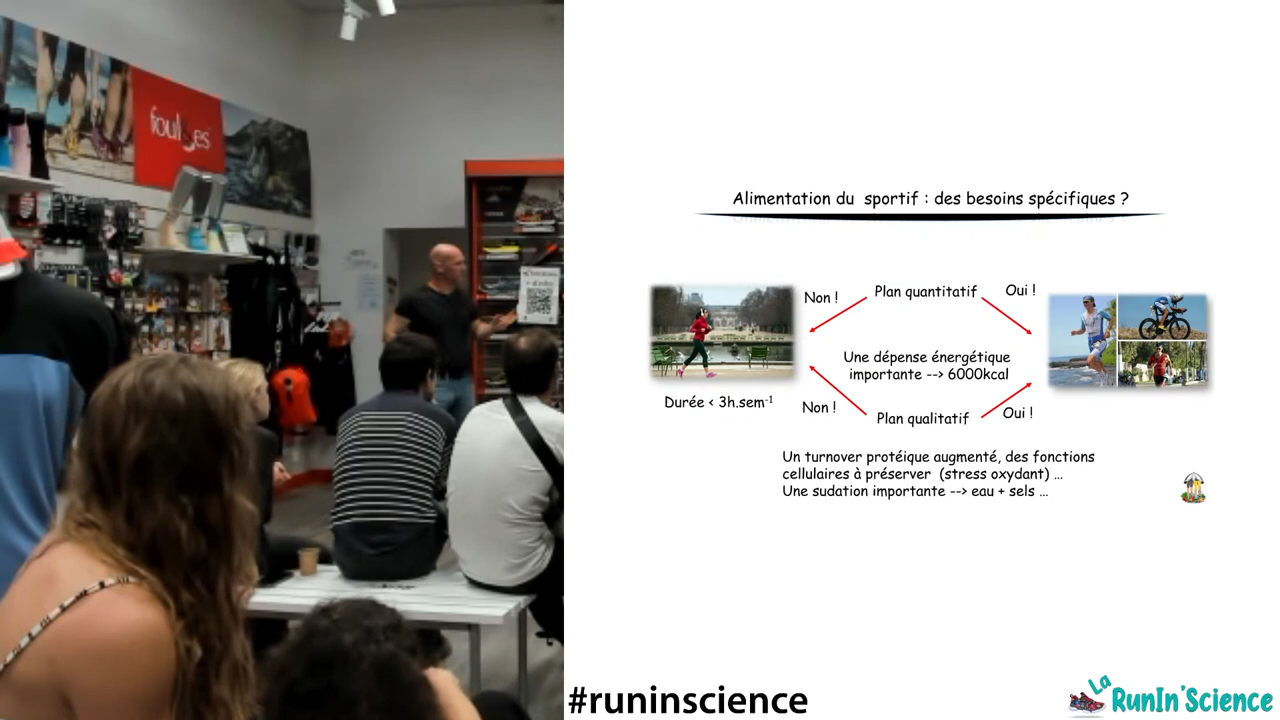 foulées
Alimentation du sportif : des besoins spécifiques ?
Non !
Plan quantitatif
Oui !
Une dépense énergétique
importante --> 6000kcal
Durée < 3h.sem⁻¹
Non !
Plan qualitatif
Oui !
Un turnover protéique augmenté, des fonctions
cellulaires à préserver (stress oxydant) …
Une sudation importante --> eau + sels …
#runinscience
La
RunIn'Science